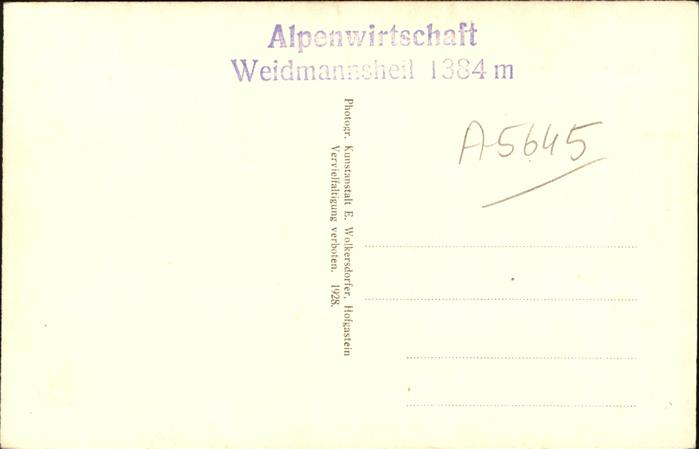 Alpenwirtschaft
Weidmannsheil 1384 m
A5645
Photogr. Kunstanstalt E. Wolkersdorfer, Hofgastein
Vervielfältigung verboten. 1928.